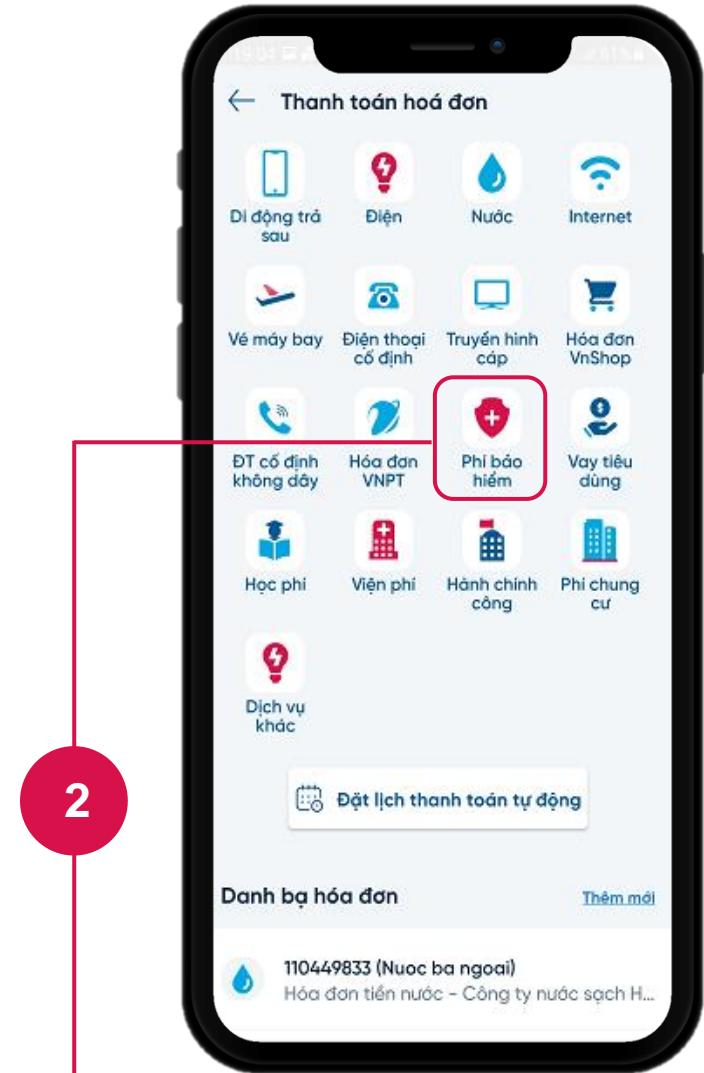 19:04
61%
Thanh toán hoá đơn
Di động trả
sau
Điện
Nước
Internet
Vé máy bay
Điện thoại
cố định
Truyền hình
cáp
Hóa đơn
VnShop
ĐT cố định
không dây
Hóa đơn
VNPT
Phí bảo
hiểm
Vay tiêu
dùng
Học phí
Viện phí
Hành chính
công
Phí chung
cư
Dịch vụ
khác
2
Đặt lịch thanh toán tự động
Danh bạ hóa đơn
Thêm mới
110449833 (Nuoc ba ngoai)
Hóa đơn tiền nước - Công ty nước sạch H...